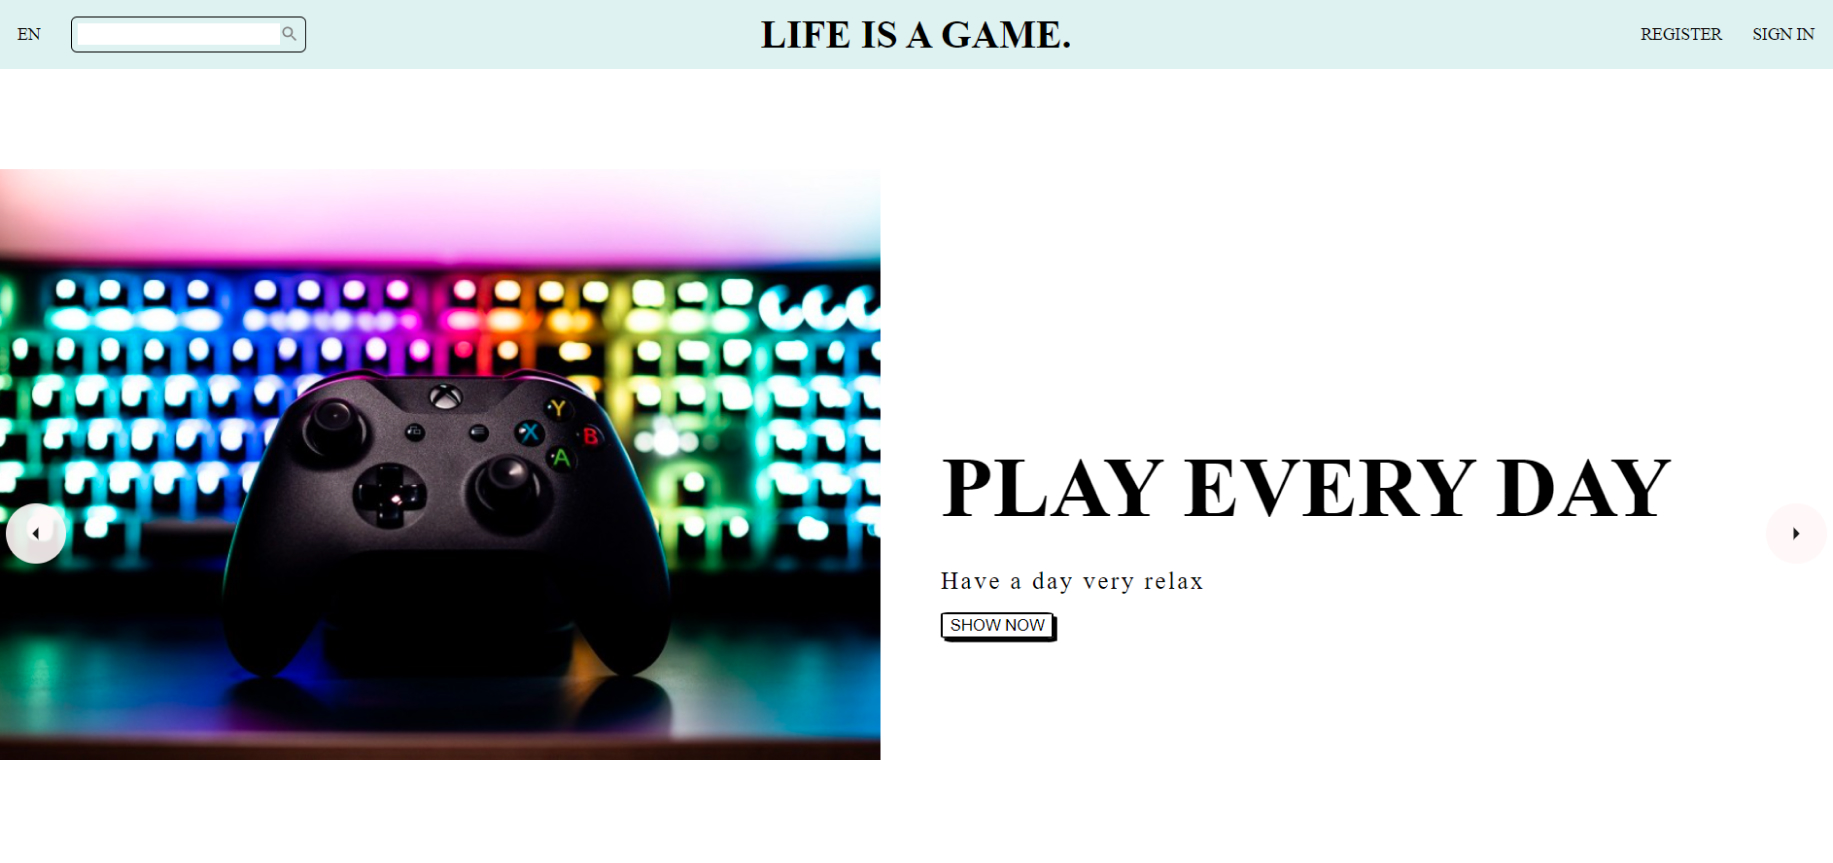 EN
LIFE IS A GAME.
REGISTER
SIGN IN
Y
X
B
A
PLAY EVERY DAY
Have a day very relax
SHOW NOW